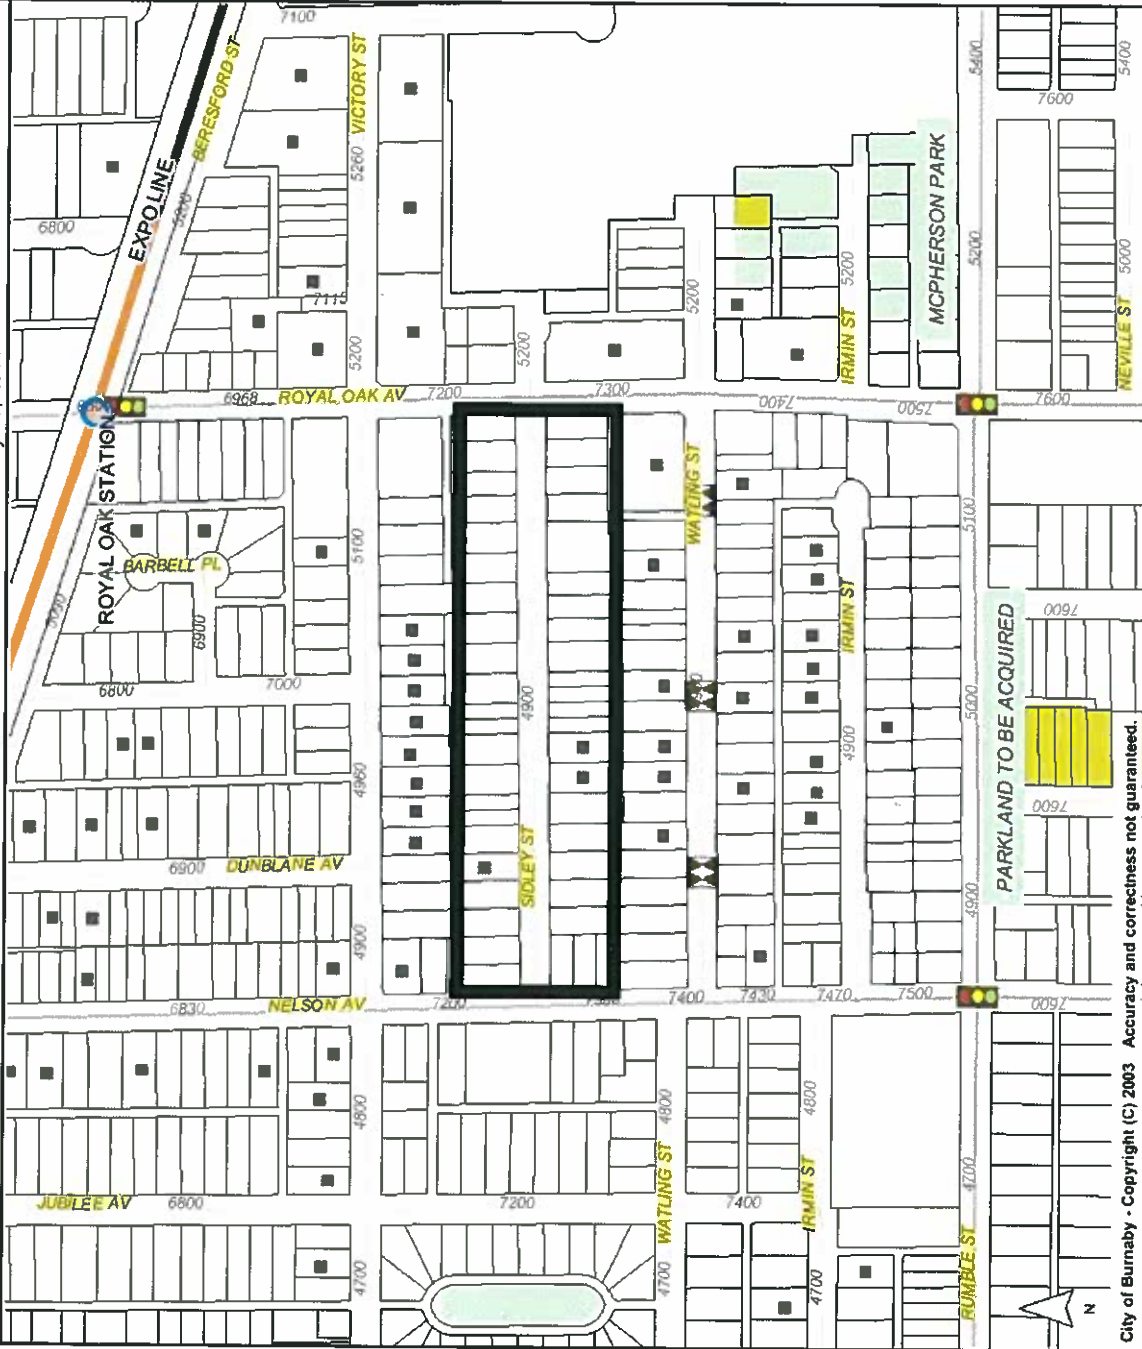 7100
BERESFORD ST
VICTORY ST
5400
5400
7600
EXPO LINE
5260
6800
5200
MCPHERSON PARK
5200
5000
5200
5200
7115
5200
5200
IRMIN ST
NEVILLE ST
6968
ROYAL OAK AV
7200
7300
7400
7500
7600
ROYAL OAK STATION
WATLING ST
5100
5100
BARBELL PL
6900
IRMIN ST
7600
PARKLAND TO BE ACQUIRED
6800
7000
4900
5000
4900
4960
7600
SIDLEY ST
6900
DUNBLANE AV
4900
4900
6830
NELSON AV
7200
7400
7430
7470
7500
7600
4800
4800
4800
WATLING ST
IRMIN ST
4700
JUBILEE AV
6800
7200
7400
4700
4700
4700
RUMBLE ST
N
City of Burnaby - Copyright (C) 2003 Accuracy and correctness not guaranteed.